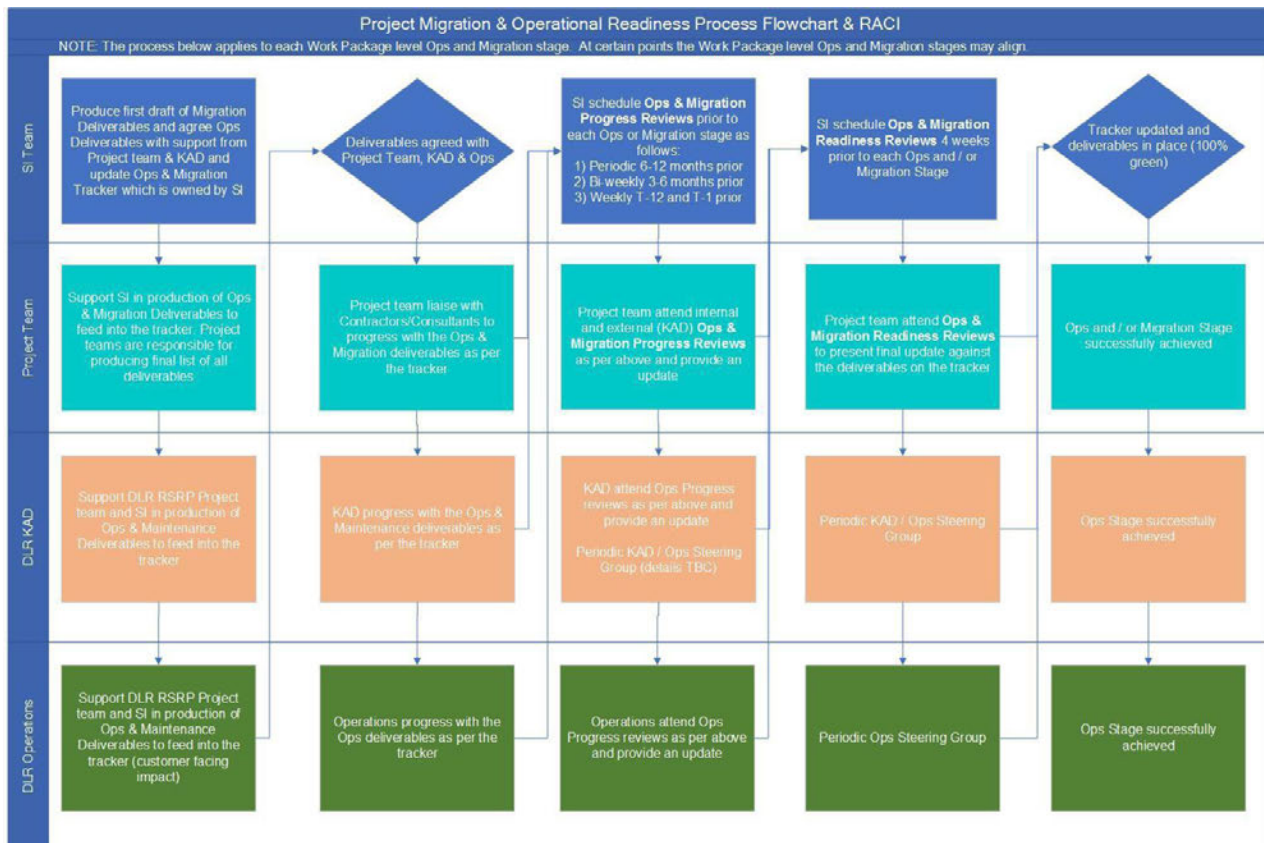 Project Migration & Operational Readiness Process Flowchart & RACI
NOTE: The process below applies to each Work Package level Ops and Migration stage. At certain points the Work Package level Ops and Migration stages may align.
SI Team
Produce first draft of Migration
Deliverables and agree Ops
Deliverables with support from
Project team & KAD and
update Ops & Migration
Tracker which is owned by SI
Deliverables agreed with
Project Team, KAD & Ops
SI schedule Ops & Migration
Progress Reviews prior to
each Ops or Migration stage as
follows:
1) Periodic 6-12 months prior
2) Bi-weekly 3-6 months prior
3) Weekly T-12 and T-1 prior
SI schedule Ops & Migration
Readiness Reviews 4 weeks
prior to each Ops and / or
Migration Stage
Tracker updated and
deliverables in place (100%
green)
Project Team
Support SI in production of Ops
& Migration Deliverables to
feed into the tracker. Project
teams are responsible for
producing final list of all
deliverables
Project team liaise with
Contractors/Consultants to
progress with the Ops &
Migration deliverables as per
the tracker
Project team attend internal
and external (KAD) Ops &
Migration Progress Reviews
as per above and provide an
update
Project team attend Ops &
Migration Readiness Reviews
to present final update against
the deliverables on the tracker
Ops and / or Migration Stage
successfully achieved
DLR KAD
Support DLR RSRP Project
team and SI in production of
Ops & Maintenance
Deliverables to feed into the
tracker
KAD progress with the Ops &
Maintenance deliverables as
per the tracker
KAD attend Ops Progress
reviews as per above and
provide an update
Periodic KAD / Ops Steering
Group (details TBC)
Periodic KAD / Ops Steering
Group
Ops Stage successfully
achieved
DLR Operations
Support DLR RSRP Project
team and SI in production of
Ops & Maintenance
Deliverables to feed into the
tracker (customer facing
impact)
Operations progress with the
Ops deliverables as per the
tracker
Operations attend Ops
Progress reviews as per above
and provide an update
Periodic Ops Steering Group
Ops Stage successfully
achieved